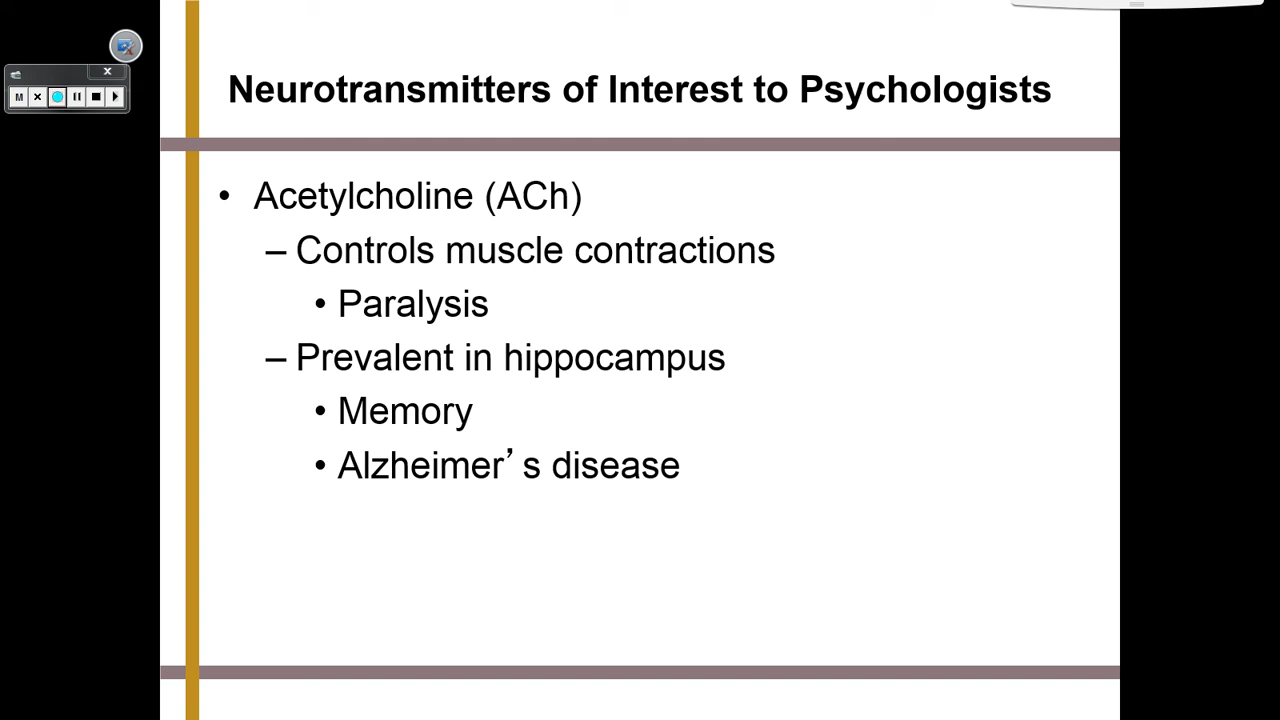 Neurotransmitters of Interest to Psychologists
• Acetylcholine (ACh)
– Controls muscle contractions
• Paralysis
– Prevalent in hippocampus
• Memory
• Alzheimer’s disease
M